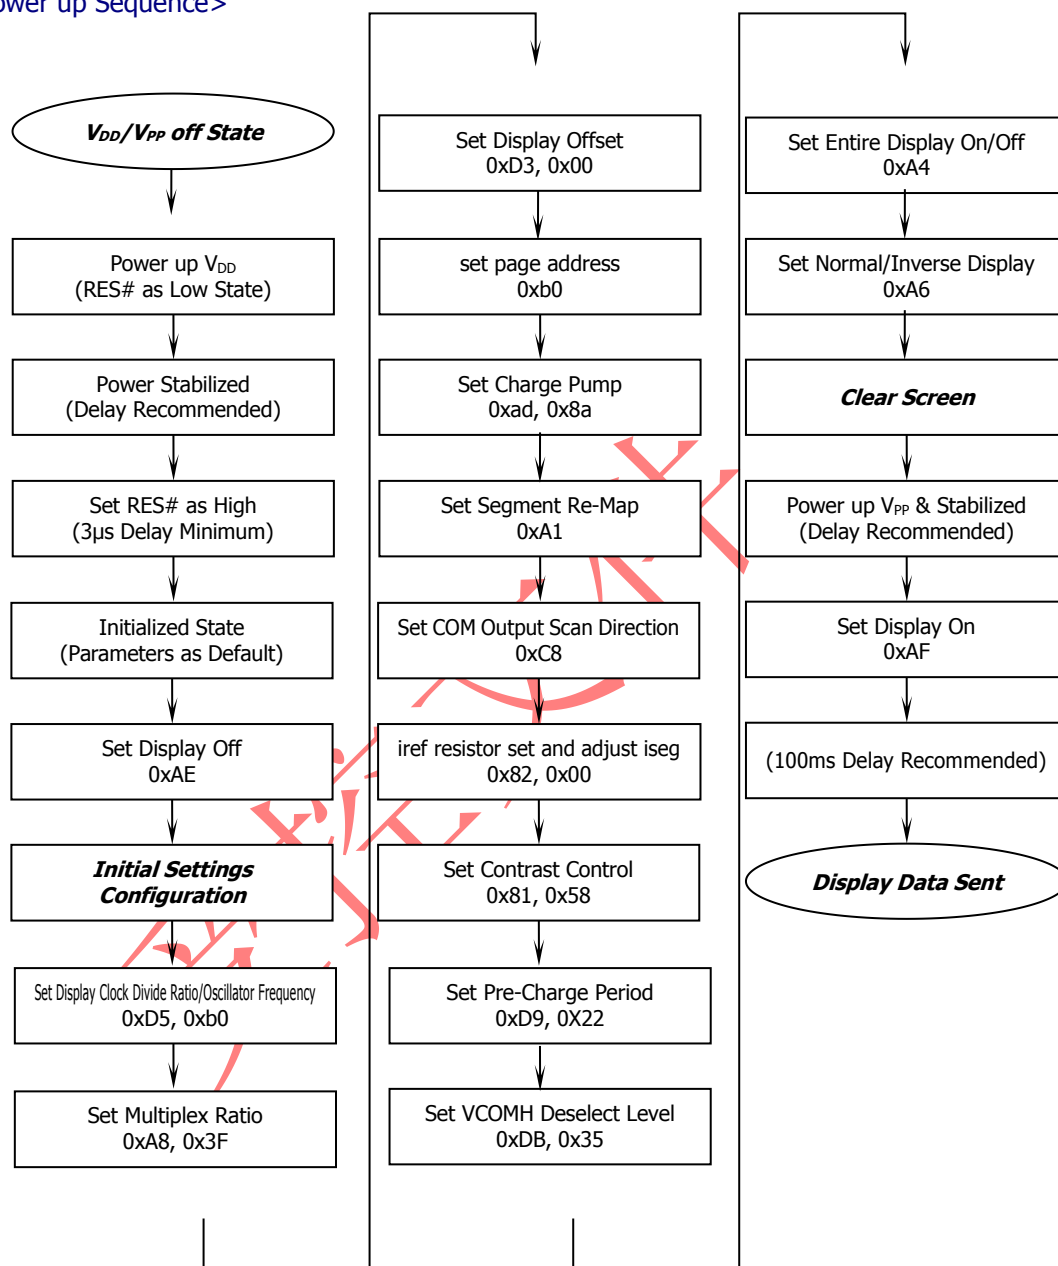 ower up Sequence>
VDD/VPP off State
Power up VDD
(RES# as Low State)
Power Stabilized
(Delay Recommended)
Set RES# as High
(3μs Delay Minimum)
Initialized State
(Parameters as Default)
Set Display Off
0xAE
Initial Settings
Configuration
Set Display Clock Divide Ratio/Oscillator Frequency
0xD5, 0xb0
Set Multiplex Ratio
0xA8, 0x3F
Set Display Offset
0xD3, 0x00
set page address
0xb0
Set Charge Pump
0xad, 0x8a
Set Segment Re-Map
0xA1
Set COM Output Scan Direction
0xC8
iref resistor set and adjust iseg
0x82, 0x00
Set Contrast Control
0x81, 0x58
Set Pre-Charge Period
0xD9, 0X22
Set VCOMH Deselect Level
0xDB, 0x35
Set Entire Display On/Off
0xA4
Set Normal/Inverse Display
0xA6
Clear Screen
Power up VPP & Stabilized
(Delay Recommended)
Set Display On
0xAF
(100ms Delay Recommended)
Display Data Sent